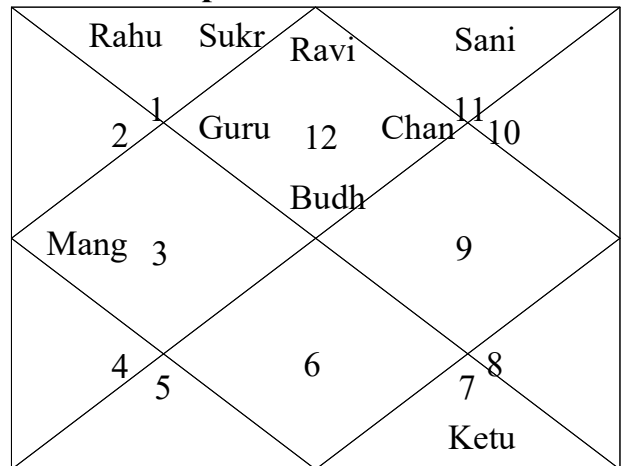 Rahu Sukr Ravi Sani
1 11
2 Guru 12 Chan 10
Budh
Mang 3 9
4 6 8
5 7
Ketu